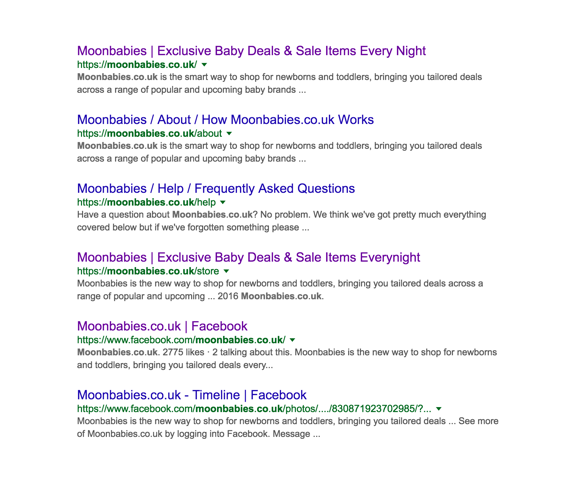 Moonbabies | Exclusive Baby Deals & Sale Items Every Night
https://moonbabies.co.uk/
Moonbabies.co.uk is the smart way to shop for newborns and toddlers, bringing you tailored deals
across a range of popular and upcoming baby brands ...
Moonbabies / About / How Moonbabies.co.uk Works
https://moonbabies.co.uk/about
Moonbabies.co.uk is the smart way to shop for newborns and toddlers, bringing you tailored deals
across a range of popular and upcoming baby brands ...
Moonbabies / Help / Frequently Asked Questions
https://moonbabies.co.uk/help
Have a question about Moonbabies.co.uk? No problem. We think we've got pretty much everything
covered below but if we've forgotten something please ...
Moonbabies | Exclusive Baby Deals & Sale Items Everynight
https://moonbabies.co.uk/store
Moonbabies is the new way to shop for newborns and toddlers, bringing you tailored deals across a
range of popular and upcoming ... 2016 Moonbabies.co.uk.
Moonbabies.co.uk | Facebook
https://www.facebook.com/moonbabies.co.uk/
Moonbabies.co.uk. 2775 likes · 2 talking about this. Moonbabies is the new way to shop for newborns
and toddlers, bringing you tailored deals every...
Moonbabies.co.uk - Timeline | Facebook
https://www.facebook.com/moonbabies.co.uk/photos/..../830871923702985/?...
Moonbabies is the new way to shop for newborns and toddlers, bringing you tailored deals ... See more
of Moonbabies.co.uk by logging into Facebook. Message ...